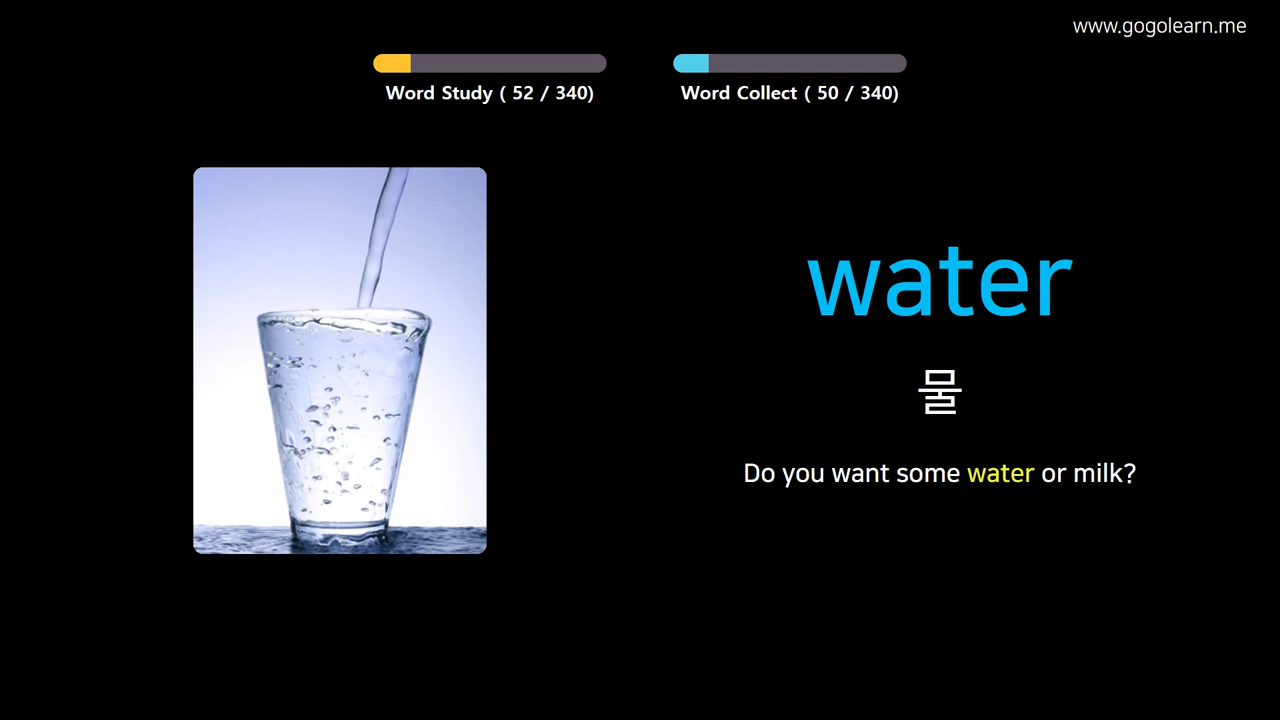 www.gogolearn.me
Word Study ( 52 / 340)
Word Collect ( 50 / 340)
water
물
Do you want some water or milk?